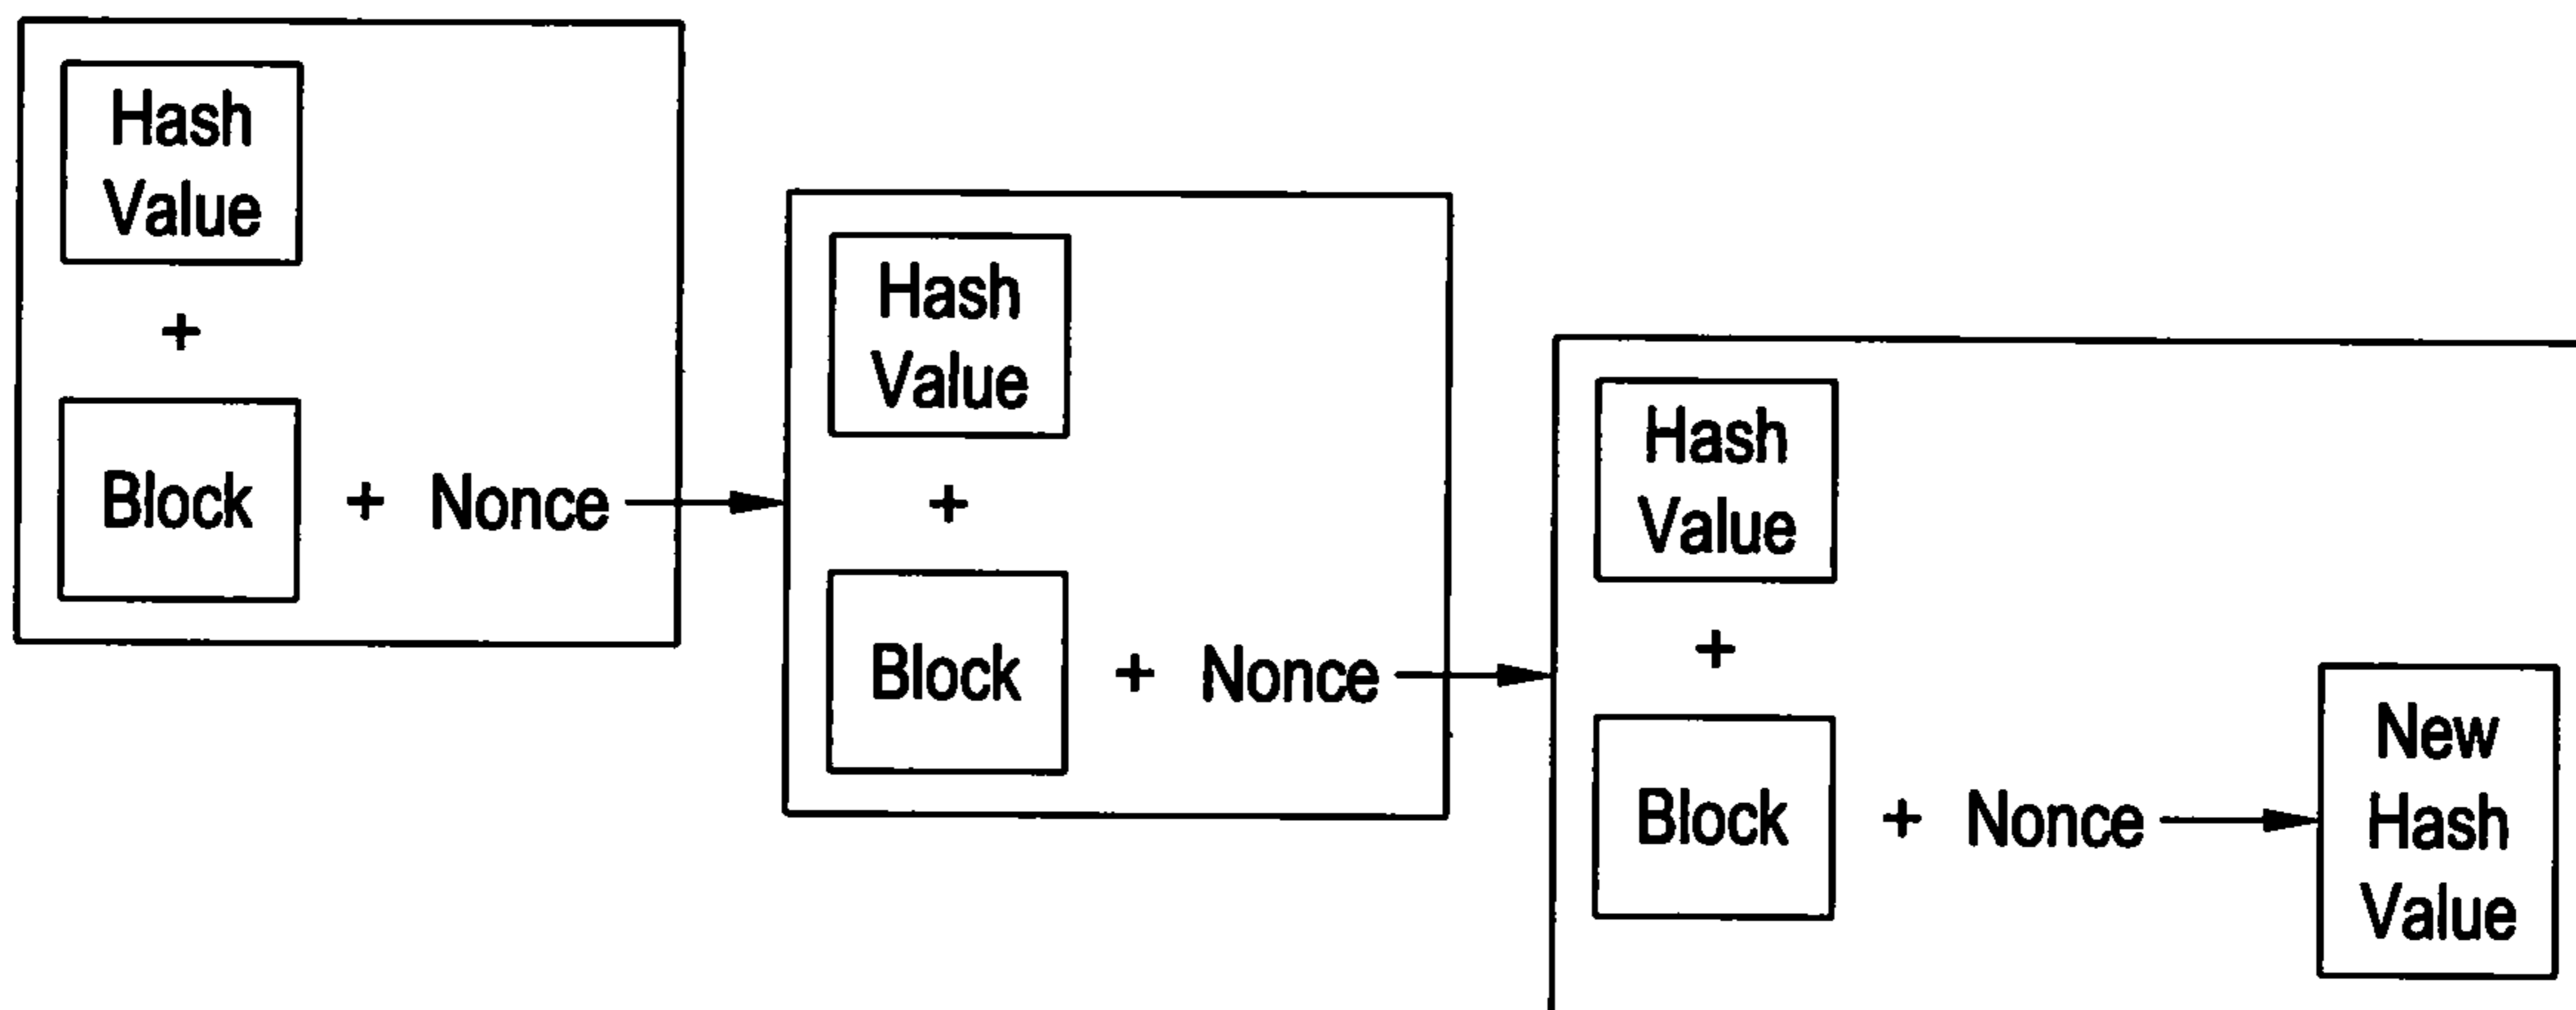 Hash
Value
+
Block + Nonce
Hash
Value
+
Block + Nonce
Hash
Value
+
Block + Nonce
New
Hash
Value